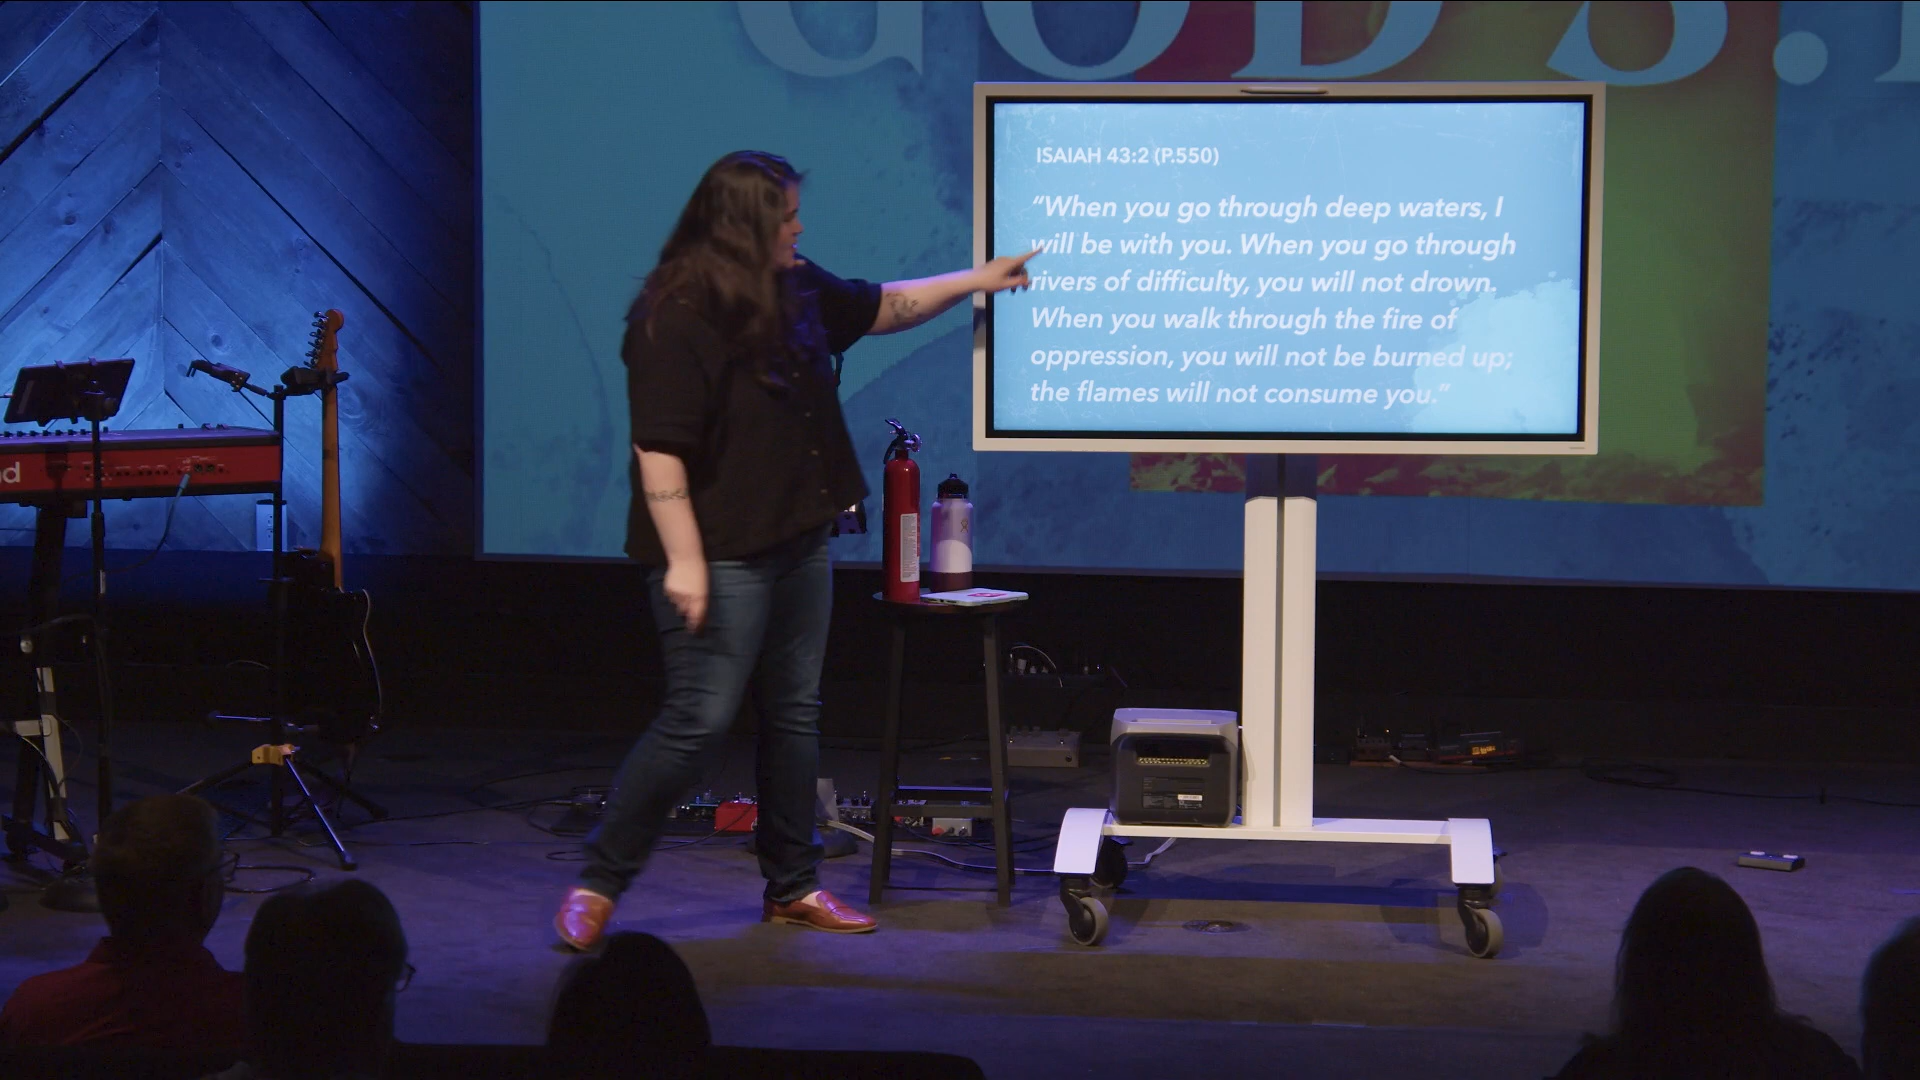 GOD'S.
ISAIAH 43:2 (P.550)
“When you go through deep waters, I
will be with you. When you go through
rivers of difficulty, you will not drown.
When you walk through the fire of
oppression, you will not be burned up;
the flames will not consume you.”
nd